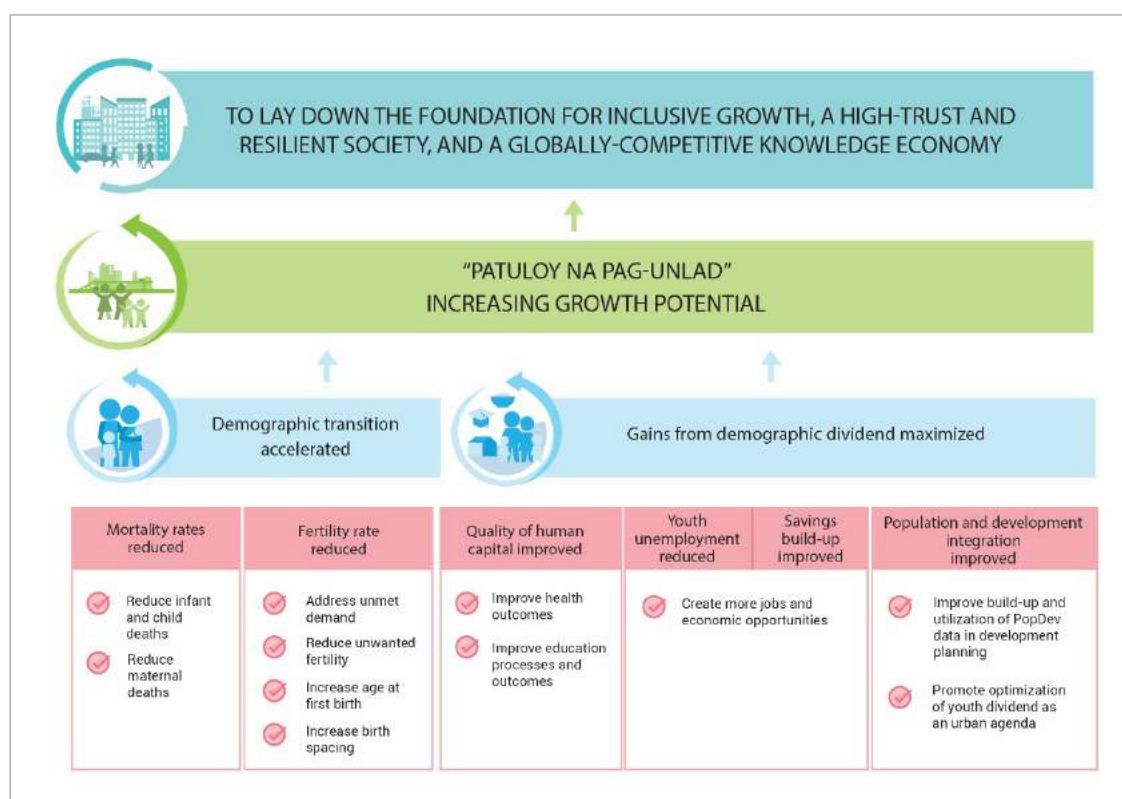 TO LAY DOWN THE FOUNDATION FOR INCLUSIVE GROWTH, A HIGH-TRUST AND
RESILIENT SOCIETY, AND A GLOBALLY-COMPETITIVE KNOWLEDGE ECONOMY
“PATULOY NA PAG-UNLAD”
INCREASING GROWTH POTENTIAL
Demographic transition
accelerated
Gains from demographic dividend maximized
Mortality rates
reduced
Reduce infant
and child
deaths
Reduce
maternal
deaths
Fertility rate
reduced
Address unmet
demand
Reduce unwanted
fertility
Increase age at
first birth
Increase birth
spacing
Quality of human
capital improved
Improve health
outcomes
Improve education
processes and
outcomes
Youth
unemployment
reduced
Savings
build-up
improved
Create more jobs and
economic opportunities
Population and development
integration
improved
Improve build-up and
utilization of PopDev
data in development
planning
Promote optimization
of youth dividend as
an urban agenda